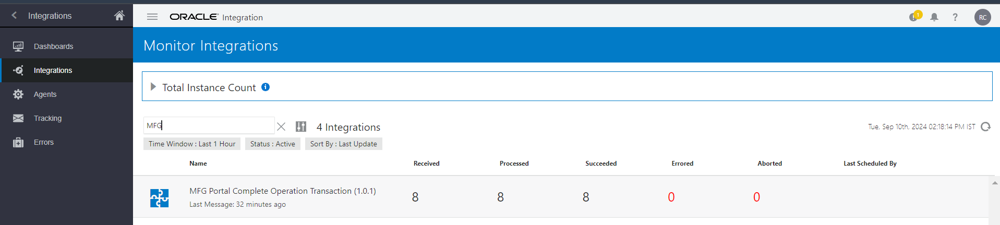 Integrations
ORACLE Integration
1
?
RC
Dashboards
Integrations
Agents
Tracking
Errors
Monitor Integrations
Total Instance Count
MFG
4 Integrations
Tue, Sep 10th, 2024 02:18:14 PM IST
Time Window : Last 1 Hour Status : Active Sort By : Last Update
Name Received Processed Succeeded Errored Aborted Last Scheduled By
MFG Portal Complete Operation Transaction (1.0.1) 8 8 8 0 0
Last Message: 32 minutes ago